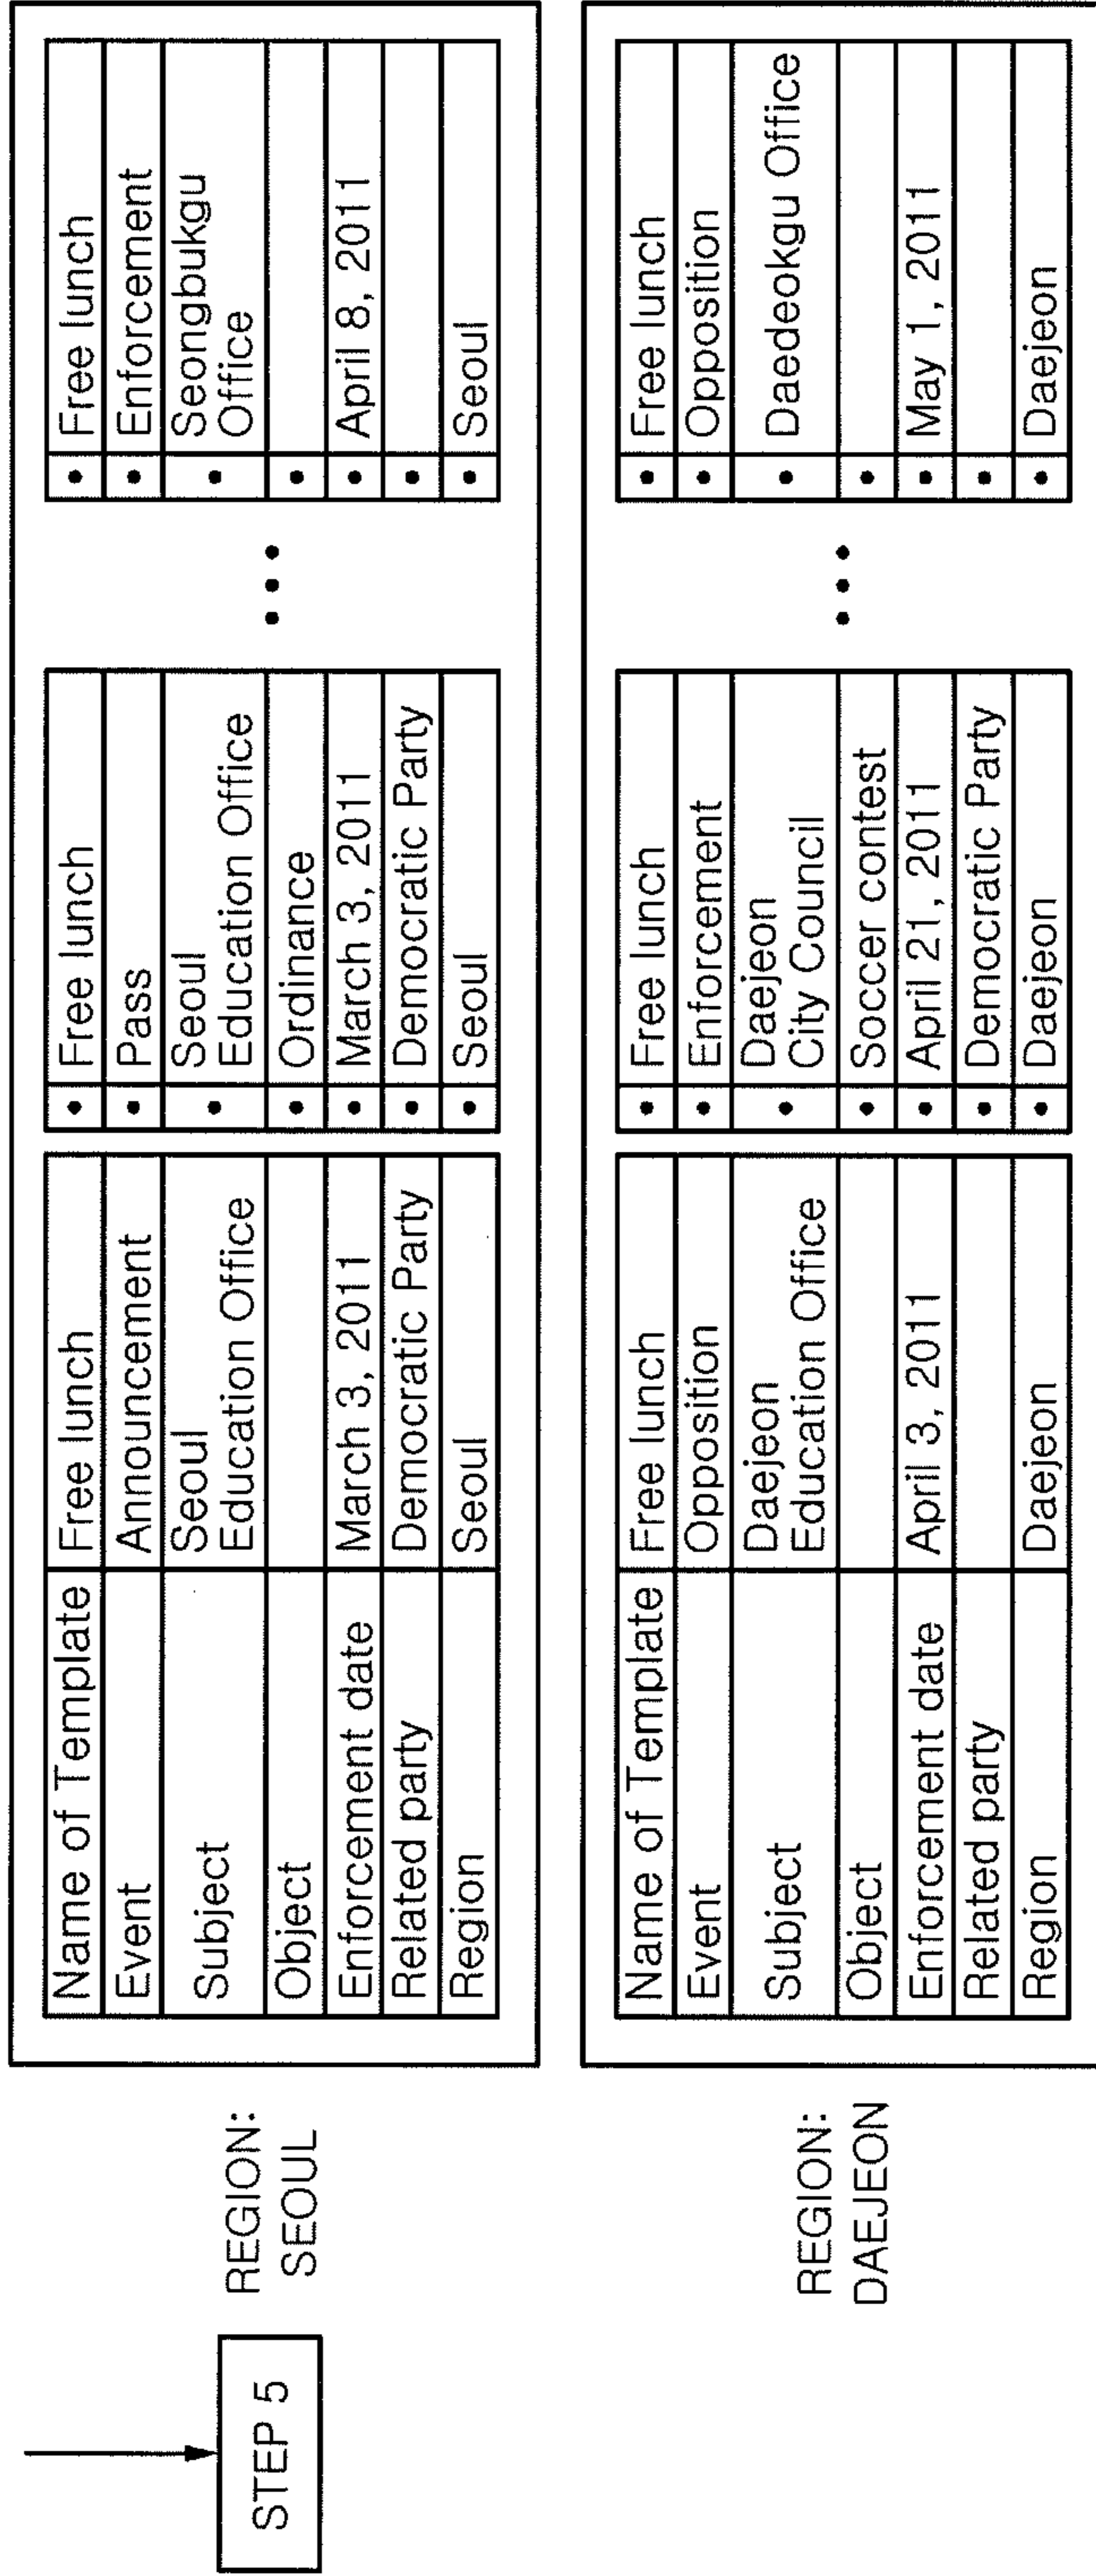 STEP 5
REGION:
SEOUL
Name of Template
Free lunch
• Free lunch
• Free lunch
Event
Announcement
• Pass
• Enforcement
Subject
Seoul
Education Office
• Seoul
Education Office
• Seongbukgu
Office
Object
• Ordinance
•
Enforcement date
March 3, 2011
• March 3, 2011
• April 8, 2011
Related party
Democratic Party
• Democratic Party
•
Region
Seoul
• Seoul
• Seoul
• • •
REGION:
DAEJEON
Name of Template
Free lunch
• Free lunch
• Free lunch
Event
Opposition
• Enforcement
• Opposition
Subject
Daejeon
Education Office
• Daejeon
City Council
• Daedeokgu Office
Object
• Soccer contest
•
Enforcement date
April 3, 2011
• April 21, 2011
• May 1, 2011
Related party
• Democratic Party
•
Region
Daejeon
• Daejeon
• Daejeon
• • •